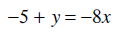 −5 + y = −8x